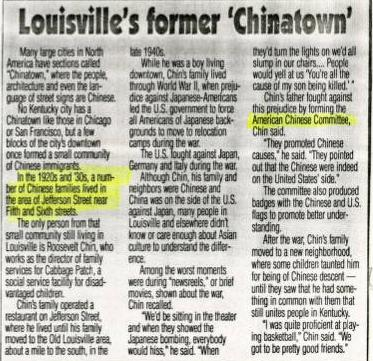 Louisville's former 'Chinatown'
Many large cities in North
America have sections called
"Chinatown," where the people,
architecture and even the lan-
guage of street signs are Chinese.
No Kentucky city has a
Chinatown like those in Chicago
or San Francisco, but a few
blocks of the city's downtown
once formed a small community
of Chinese immigrants.
In the 1920s and '30s, a num-
ber of Chinese families lived in
the area of Jefferson Street near
Fifth and Sixth streets.
The only person from that
small community still living in
Louisville is Roosevelt Chin, who
works as the director of family
services for Cabbage Patch, a
social service facility for disad-
vantaged children.
Chin's family operated a
restaurant on Jefferson Street,
where he lived until his family
moved to the Old Louisville area,
about a mile to the south, in the
late 1940s.
While he was a boy living
downtown, Chin's family lived
through World War II, when preju-
dice against Japanese-Americans
led the U.S. government to force
all Americans of Japanese back-
grounds to move to relocation
camps during the war.
The U.S. fought against Japan,
Germany and Italy during the war.
Although Chin, his family and
neighbors were Chinese and
China was on the side of the U.S.
against Japan, many people in
Louisville and elsewhere didn't
know or care enough about Asian
culture to understand the differ-
ence.
Among the worst moments
were during "newsreels," or brief
movies, shown about the war,
Chin recalled.
"We'd be sitting in the theater
and when they showed the
Japanese bombing, everybody
would hiss," he said. "When
they'd turn the lights on we'd all
slump in our chairs.... People
would yell at us 'You're all the
cause of my son being killed.' "
Chin's father fought against
this prejudice by forming the
American Chinese Committee,
Chin said.
"They promoted Chinese
causes," he said. "They pointed
out that the Chinese were indeed
on the United States' side."
The committee also produced
badges with the Chinese and U.S.
flags to promote better under-
standing.
After the war, Chin's family
moved to a new neighborhood,
where some children taunted him
for being of Chinese descent —
until they saw that he had some-
thing in common with them that
still unites people in Kentucky.
"I was quite proficient at play-
ing basketball," Chin said. "We
got to be pretty good friends."